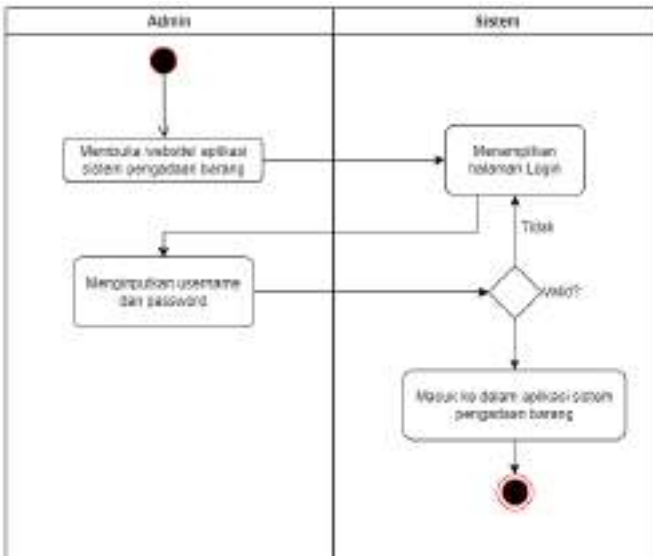 Admin
Sistem
Membuka website/ aplikasi
sistem pengadaan barang
Menampilkan
halaman Login
Tidak
Menginputkan username
dan password
Valid?
Masuk ke dalam aplikasi sistem
pengadaan barang